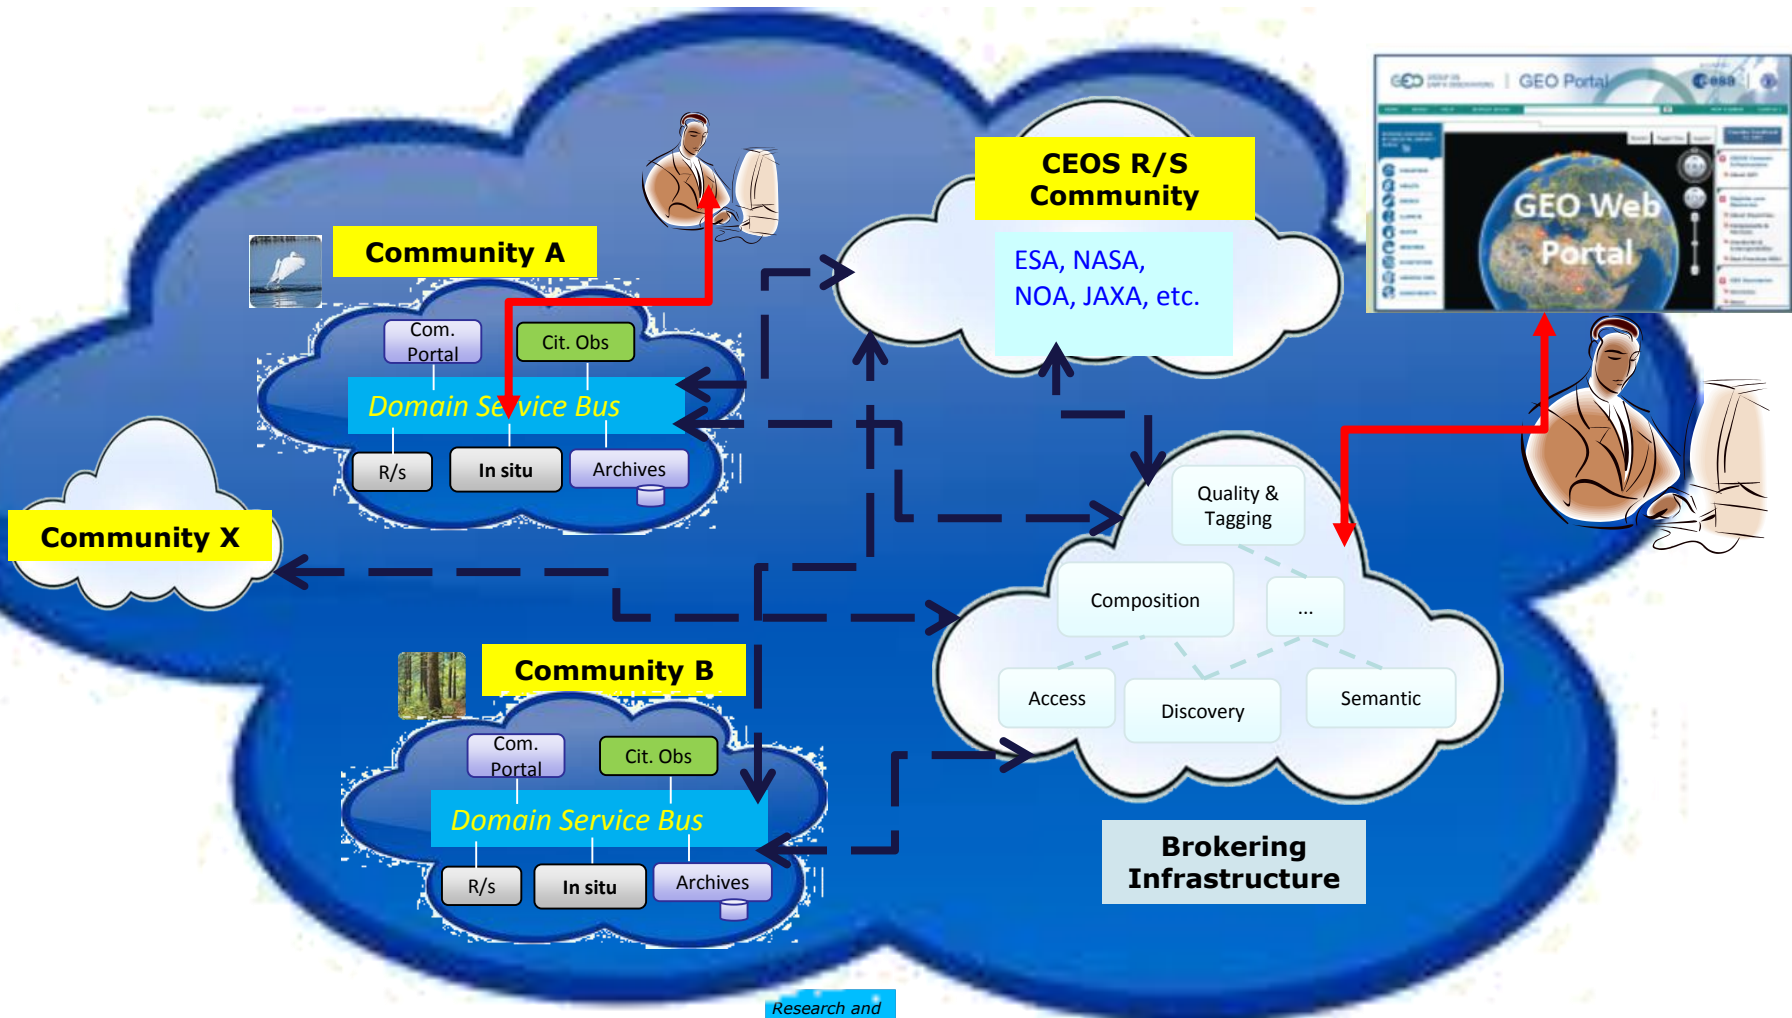 GEO Portal
esa
GEO Web
Portal
CEOS R/S
Community
ESA, NASA,
NOA, JAXA, etc.
Community A
Com.
Portal
Cit. Obs
Domain Service Bus
R/s
In situ
Archives
Community X
Quality &
Tagging
Composition
...
Access
Discovery
Semantic
Community B
Com.
Portal
Cit. Obs
Domain Service Bus
R/s
In situ
Archives
Brokering
Infrastructure
Research and